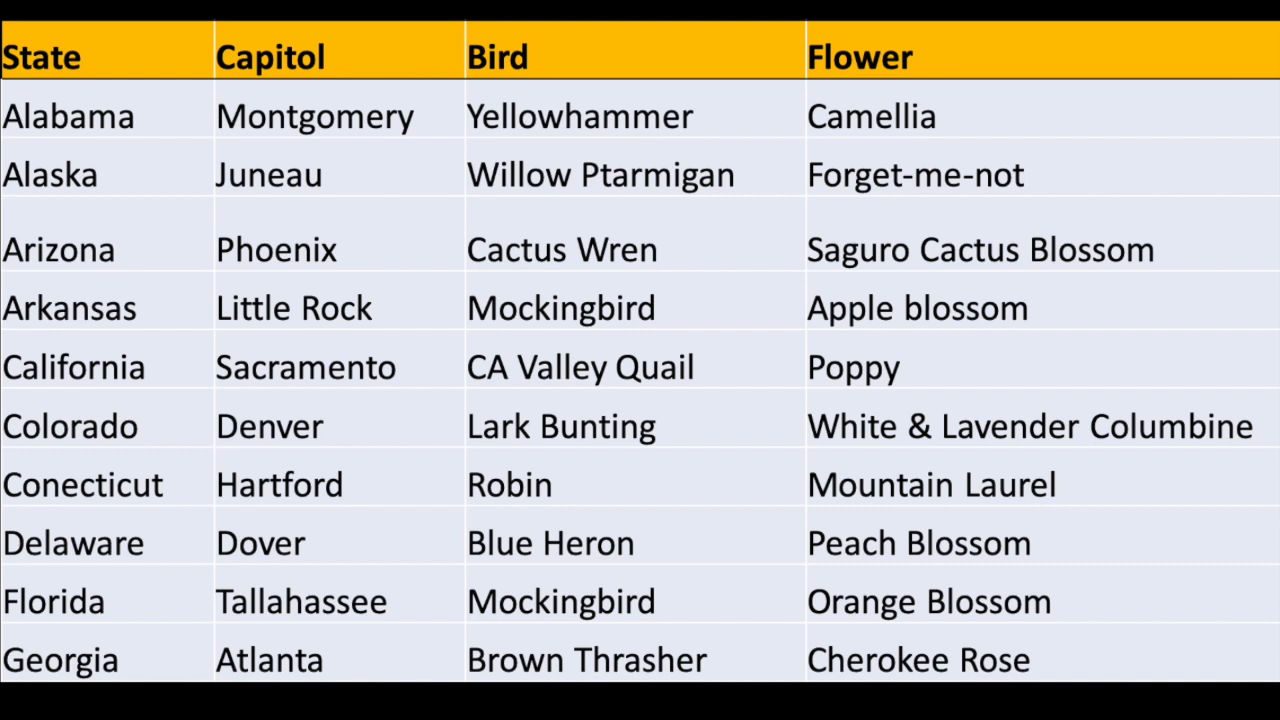 State Capitol Bird Flower
Alabama Montgomery Yellowhammer Camellia
Alaska Juneau Willow Ptarmigan Forget-me-not
Arizona Phoenix Cactus Wren Saguro Cactus Blossom
Arkansas Little Rock Mockingbird Apple blossom
California Sacramento CA Valley Quail Poppy
Colorado Denver Lark Bunting White & Lavender Columbine
Conecticut Hartford Robin Mountain Laurel
Delaware Dover Blue Heron Peach Blossom
Florida Tallahassee Mockingbird Orange Blossom
Georgia Atlanta Brown Thrasher Cherokee Rose